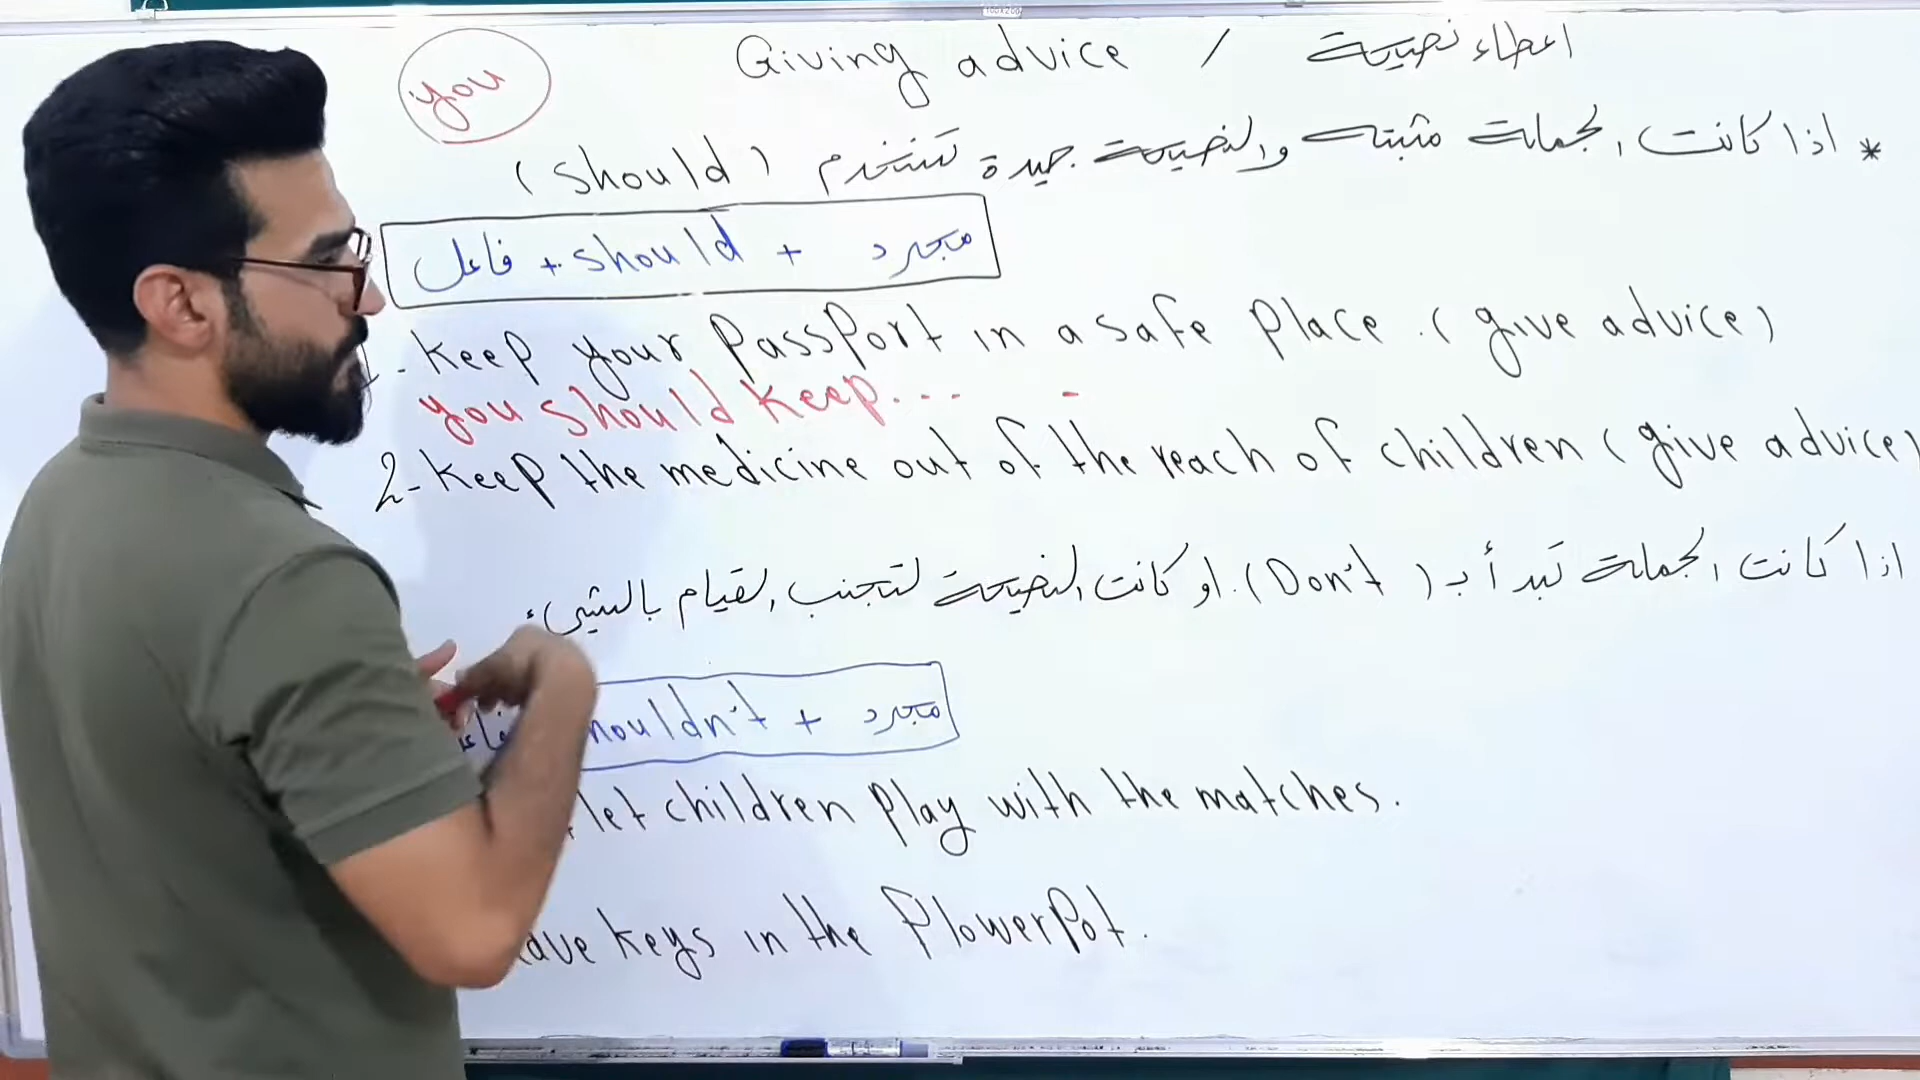 you
Giving advice / اعطاء نصيحة
* اذا كانت الجملة مثبته والنصيحة جيدة تستخدم (should)
فاعل + should + مجرد
1- Keep your Passport in a safe place. (give advice)
you should keep...  -
2- Keep the medicine out of the reach of children (give advice)
اذا كانت الجملة تبدأ بـ (Don't). او كانت النصيحة لتجنب القيام بالشيء.
houldn't + مجرد
let children play with the matches.
ave keys in the flowerpot.